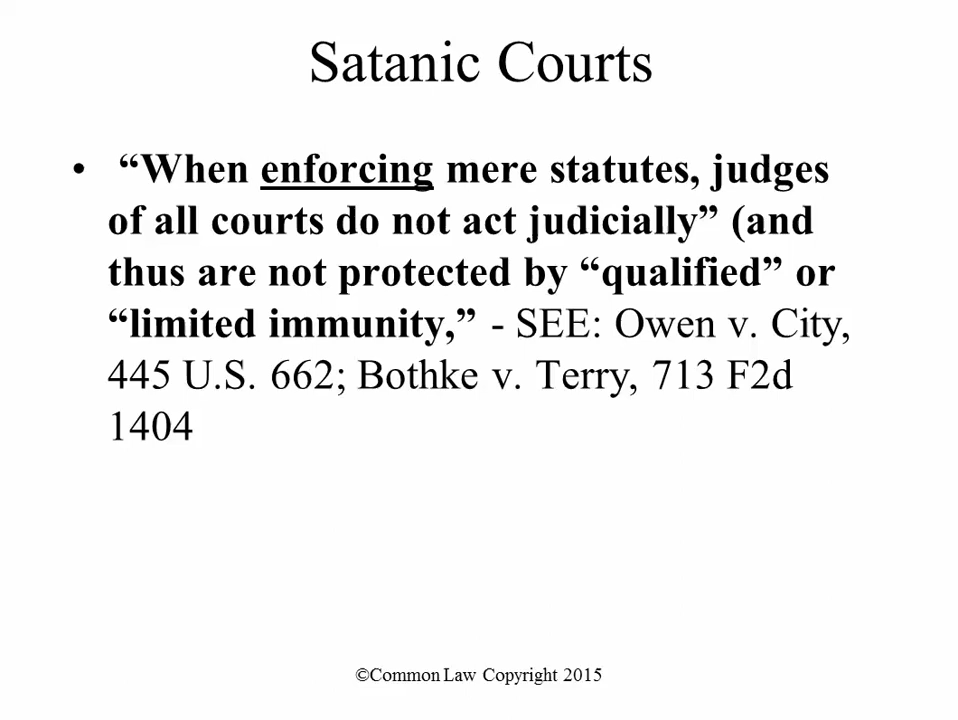 Satanic Courts
• “When enforcing mere statutes, judges
of all courts do not act judicially” (and
thus are not protected by “qualified” or
“limited immunity,” - SEE: Owen v. City,
445 U.S. 662; Bothke v. Terry, 713 F2d
1404
©Common Law Copyright 2015